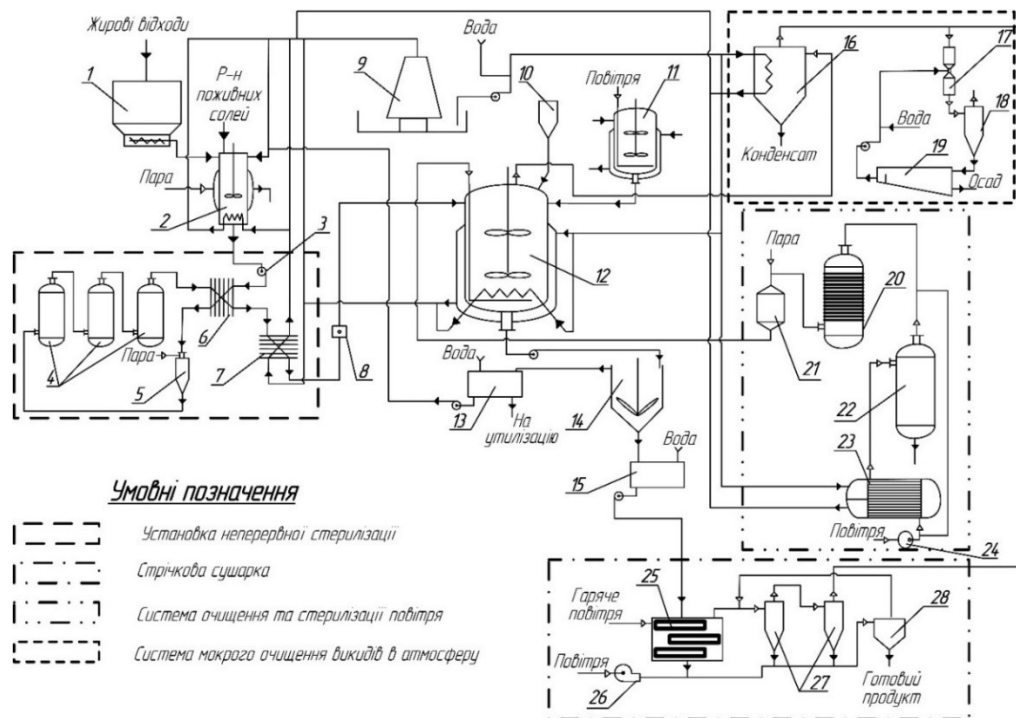 Жирові відходи
1
Р-н
поживних
солей
Пара
2
3
9
Вода
10
Повітря
11
12
16
Конденсат
17
18
Вода
19
Осад
4
Пара
5
6
7
8
Вода
13
На
утилізацію
14
Вода
15
Пара
20
21
22
23
Повітря
24
Умовні позначення
Установка неперервної стерилізації
Стрічкова сушарка
Система очищення та стерилізації повітря
Система мокрого очищення викидів в атмосферу
25
Гаряче
повітря
Повітря
26
27
28
Готовий
продукт